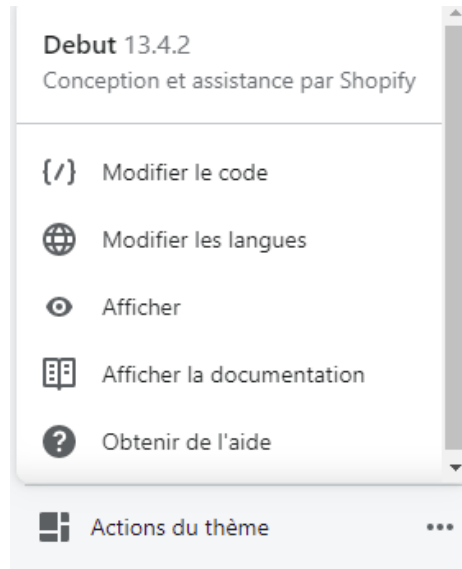 Debut 13.4.2
Conception et assistance par Shopify
{/} Modifier le code
Modifier les langues
Afficher
Afficher la documentation
Obtenir de l'aide
Actions du thème